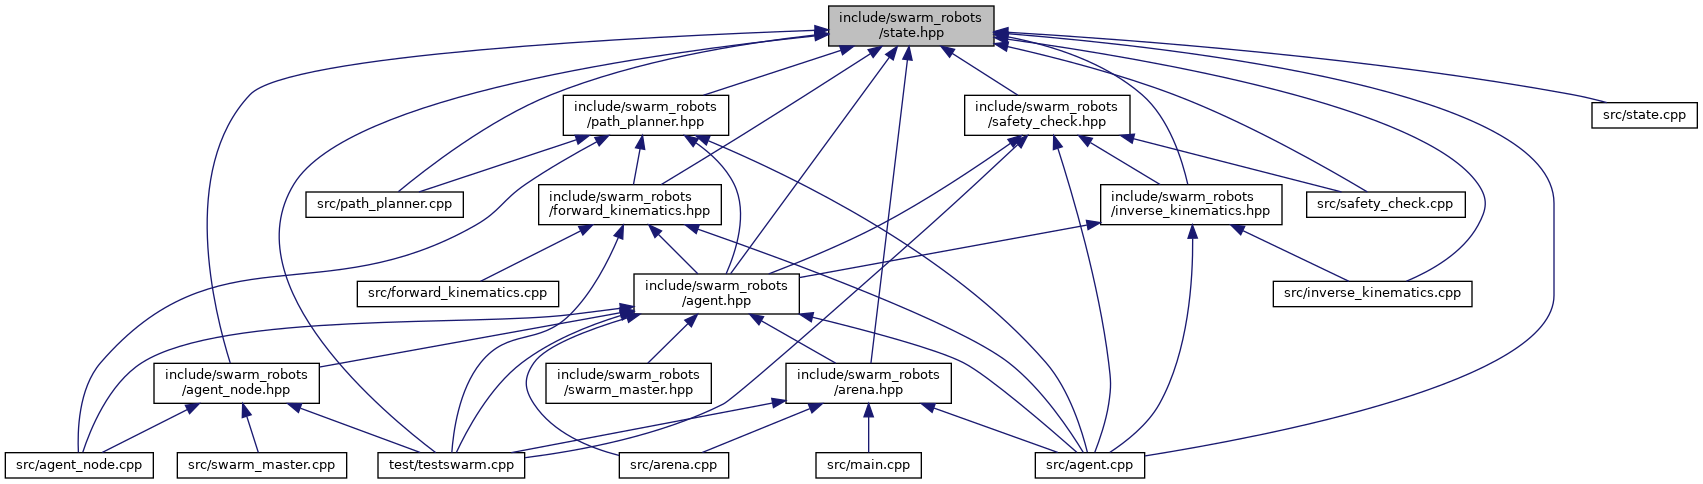 include/swarm_robots
/state.hpp
include/swarm_robots
/path_planner.hpp
include/swarm_robots
/safety_check.hpp
src/state.cpp
src/path_planner.cpp
include/swarm_robots
/forward_kinematics.hpp
include/swarm_robots
/inverse_kinematics.hpp
src/safety_check.cpp
src/forward_kinematics.cpp
include/swarm_robots
/agent.hpp
src/inverse_kinematics.cpp
include/swarm_robots
/agent_node.hpp
include/swarm_robots
/swarm_master.hpp
include/swarm_robots
/arena.hpp
src/agent_node.cpp
src/swarm_master.cpp
test/testswarm.cpp
src/arena.cpp
src/main.cpp
src/agent.cpp